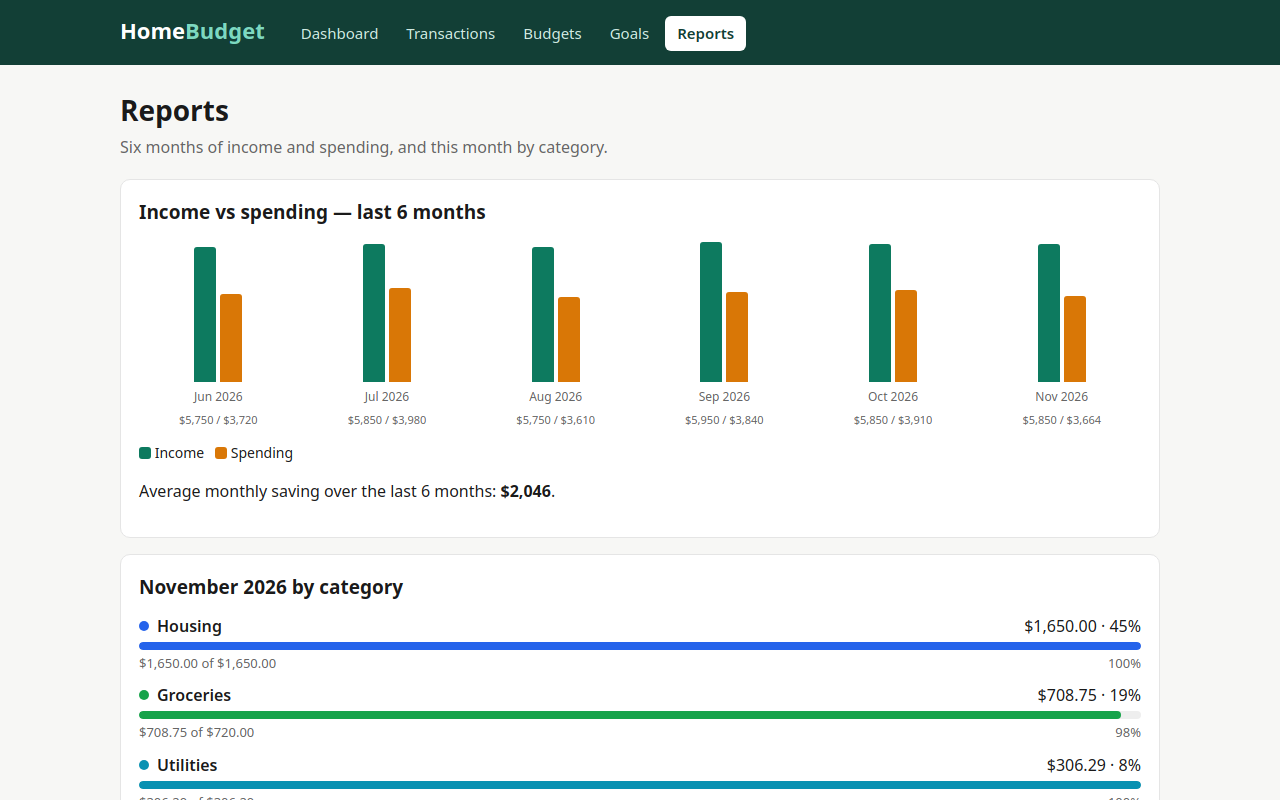 HomeBudget Dashboard Transactions Budgets Goals Reports
Reports
Six months of income and spending, and this month by category.
Income vs spending — last 6 months
Jun 2026 Jul 2026 Aug 2026 Sep 2026 Oct 2026 Nov 2026
$5,750 / $3,720 $5,850 / $3,980 $5,750 / $3,610 $5,950 / $3,840 $5,850 / $3,910 $5,850 / $3,664
Income Spending
Average monthly saving over the last 6 months: $2,046.
November 2026 by category
Housing $1,650.00 · 45%
$1,650.00 of $1,650.00 100%
Groceries $708.75 · 19%
$708.75 of $720.00 98%
Utilities $306.29 · 8%